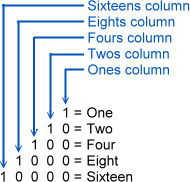 Sixteens column
Eights column
Fours column
Twos column
Ones column
1 = One
1 0 = Two
1 0 0 = Four
1 0 0 0 = Eight
1 0 0 0 0 = Sixteen